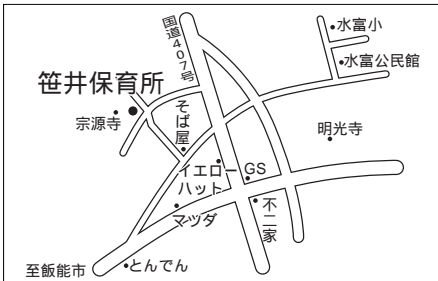 国道407号
水富小
水富公民館
笹井保育所
宗源寺
そば屋
明光寺
イエロー
ハット
GS
不二家
マツダ
至飯能市
とんでん